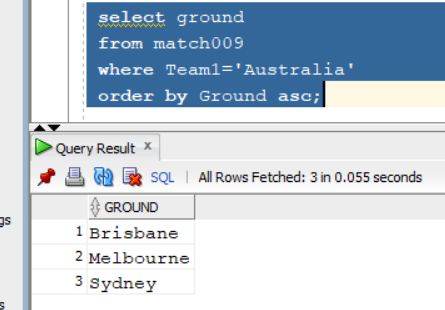 select ground
from match009
where Team1='Australia'
order by Ground asc;
Query Result x
SQL | All Rows Fetched: 3 in 0.055 seconds
GROUND
1 Brisbane
2 Melbourne
3 Sydney
gs
s